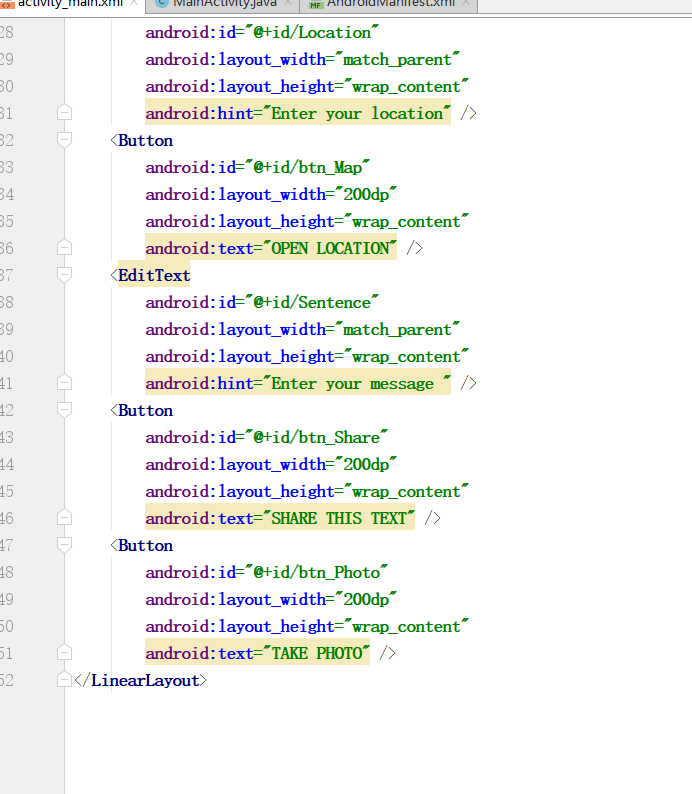 activity_main.xml × C MainActivity.java × MF AndroidManifest.xml ×
28 android:id="@+id/Location"
29 android:layout_width="match_parent"
30 android:layout_height="wrap_content"
31 android:hint="Enter your location" />
32 <Button
33 android:id="@+id/btn_Map"
34 android:layout_width="200dp"
35 android:layout_height="wrap_content"
36 android:text="OPEN LOCATION" />
37 <EditText
38 android:id="@+id/Sentence"
39 android:layout_width="match_parent"
40 android:layout_height="wrap_content"
41 android:hint="Enter your message " />
42 <Button
43 android:id="@+id/btn_Share"
44 android:layout_width="200dp"
45 android:layout_height="wrap_content"
46 android:text="SHARE THIS TEXT" />
47 <Button
48 android:id="@+id/btn_Photo"
49 android:layout_width="200dp"
50 android:layout_height="wrap_content"
51 android:text="TAKE PHOTO" />
52 </LinearLayout>